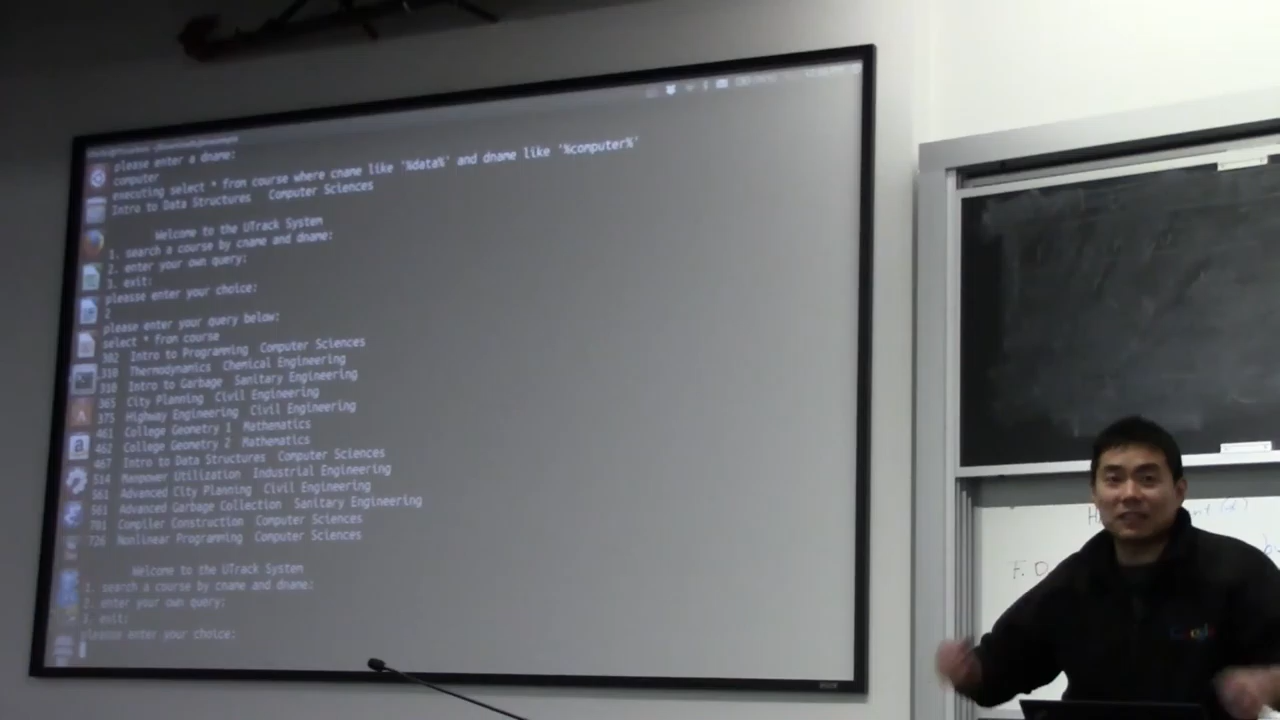 please enter a dname:
computer
executing select * from course where cname like '%data%' and dname like '%computer%'
Intro to Data Structures Computer Sciences
Welcome to the UTrack System
1. search a course by cname and dname:
2. enter your own query:
3. exit:
pleasse enter your choice:
2
please enter your query below:
select * from course
302 Intro to Programming Computer Sciences
310 Thermodynamics Chemical Engineering
310 Intro to Garbage Sanitary Engineering
365 City Planning Civil Engineering
375 Highway Engineering Civil Engineering
461 College Geometry 1 Mathematics
462 College Geometry 2 Mathematics
467 Intro to Data Structures Computer Sciences
514 Manpower Utilization Industrial Engineering
561 Advanced City Planning Civil Engineering
561 Advanced Garbage Collection Sanitary Engineering
701 Compiler Construction Computer Sciences
726 Nonlinear Programming Computer Sciences
Welcome to the UTrack System
1. search a course by cname and dname:
2. enter your own query:
3. exit:
pleasse enter your choice:
Google